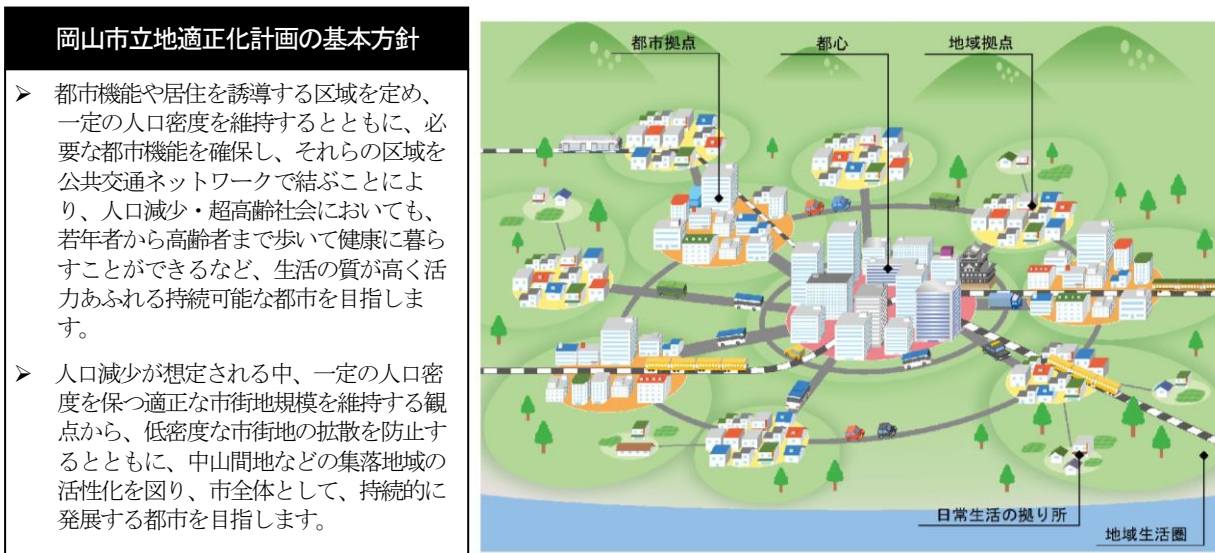 岡山市立地適正化計画の基本方針
➢ 都市機能や居住を誘導する区域を定め、
一定の人口密度を維持するとともに、必
要な都市機能を確保し、それらの区域を
公共交通ネットワークで結ぶことによ
り、人口減少・超高齢社会においても、
若年者から高齢者まで歩いて健康に暮ら
すことができるなど、生活の質が高く活
力あふれる持続可能な都市を目指しま
す。
➢ 人口減少が想定される中、一定の人口密
度を保つ適正な市街地規模を維持する観
点から、低密度な市街地の拡散を防止す
るとともに、中山間地などの集落地域の
活性化を図り、市全体として、持続的に
発展する都市を目指します。
都市拠点
都心
地域拠点
日常生活の拠り所
地域生活圏